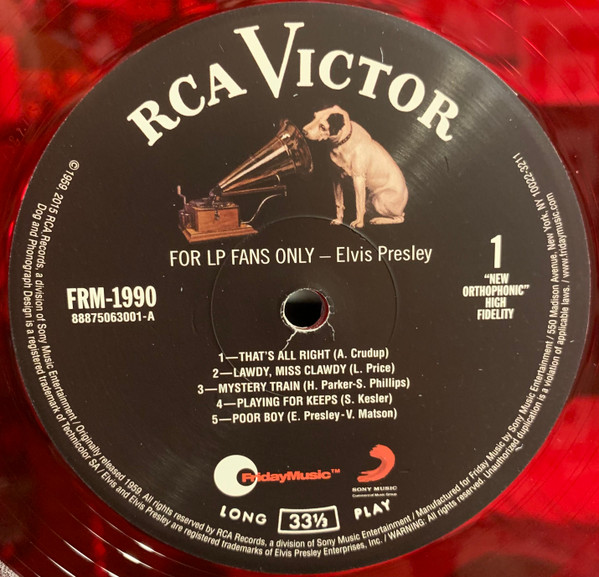 RCA VICTOR
FOR LP FANS ONLY – Elvis Presley
FRM-1990
88875063001-A
1
"NEW
ORTHOPHONIC"
HIGH
FIDELITY
1—THAT'S ALL RIGHT (A. Crudup)
2—LAWDY, MISS CLAWDY (L. Price)
3—MYSTERY TRAIN (H. Parker-S. Phillips)
4—PLAYING FOR KEEPS (S. Kesler)
5—POOR BOY (E. Presley-V. Matson)
FridayMusic™
SONY MUSIC
Commercial Music Group
LONG 33⅓ PLAY
© 1959, 2015 RCA Records, a division of Sony Music Entertainment / Originally released 1959. All rights reserved by RCA Records, a division of Sony Music Entertainment / Manufactured for Friday Music by Sony Music Entertainment / 550 Madison Avenue, New York, NY 10022-3211
Dog and Phonograph Design is a registered trademark of Technicolor SA / Elvis and Elvis Presley are registered trademarks of Elvis Presley Enterprises, Inc. / WARNING: All rights reserved. Unauthorized duplication is a violation of applicable laws. / www.fridaymusic.com